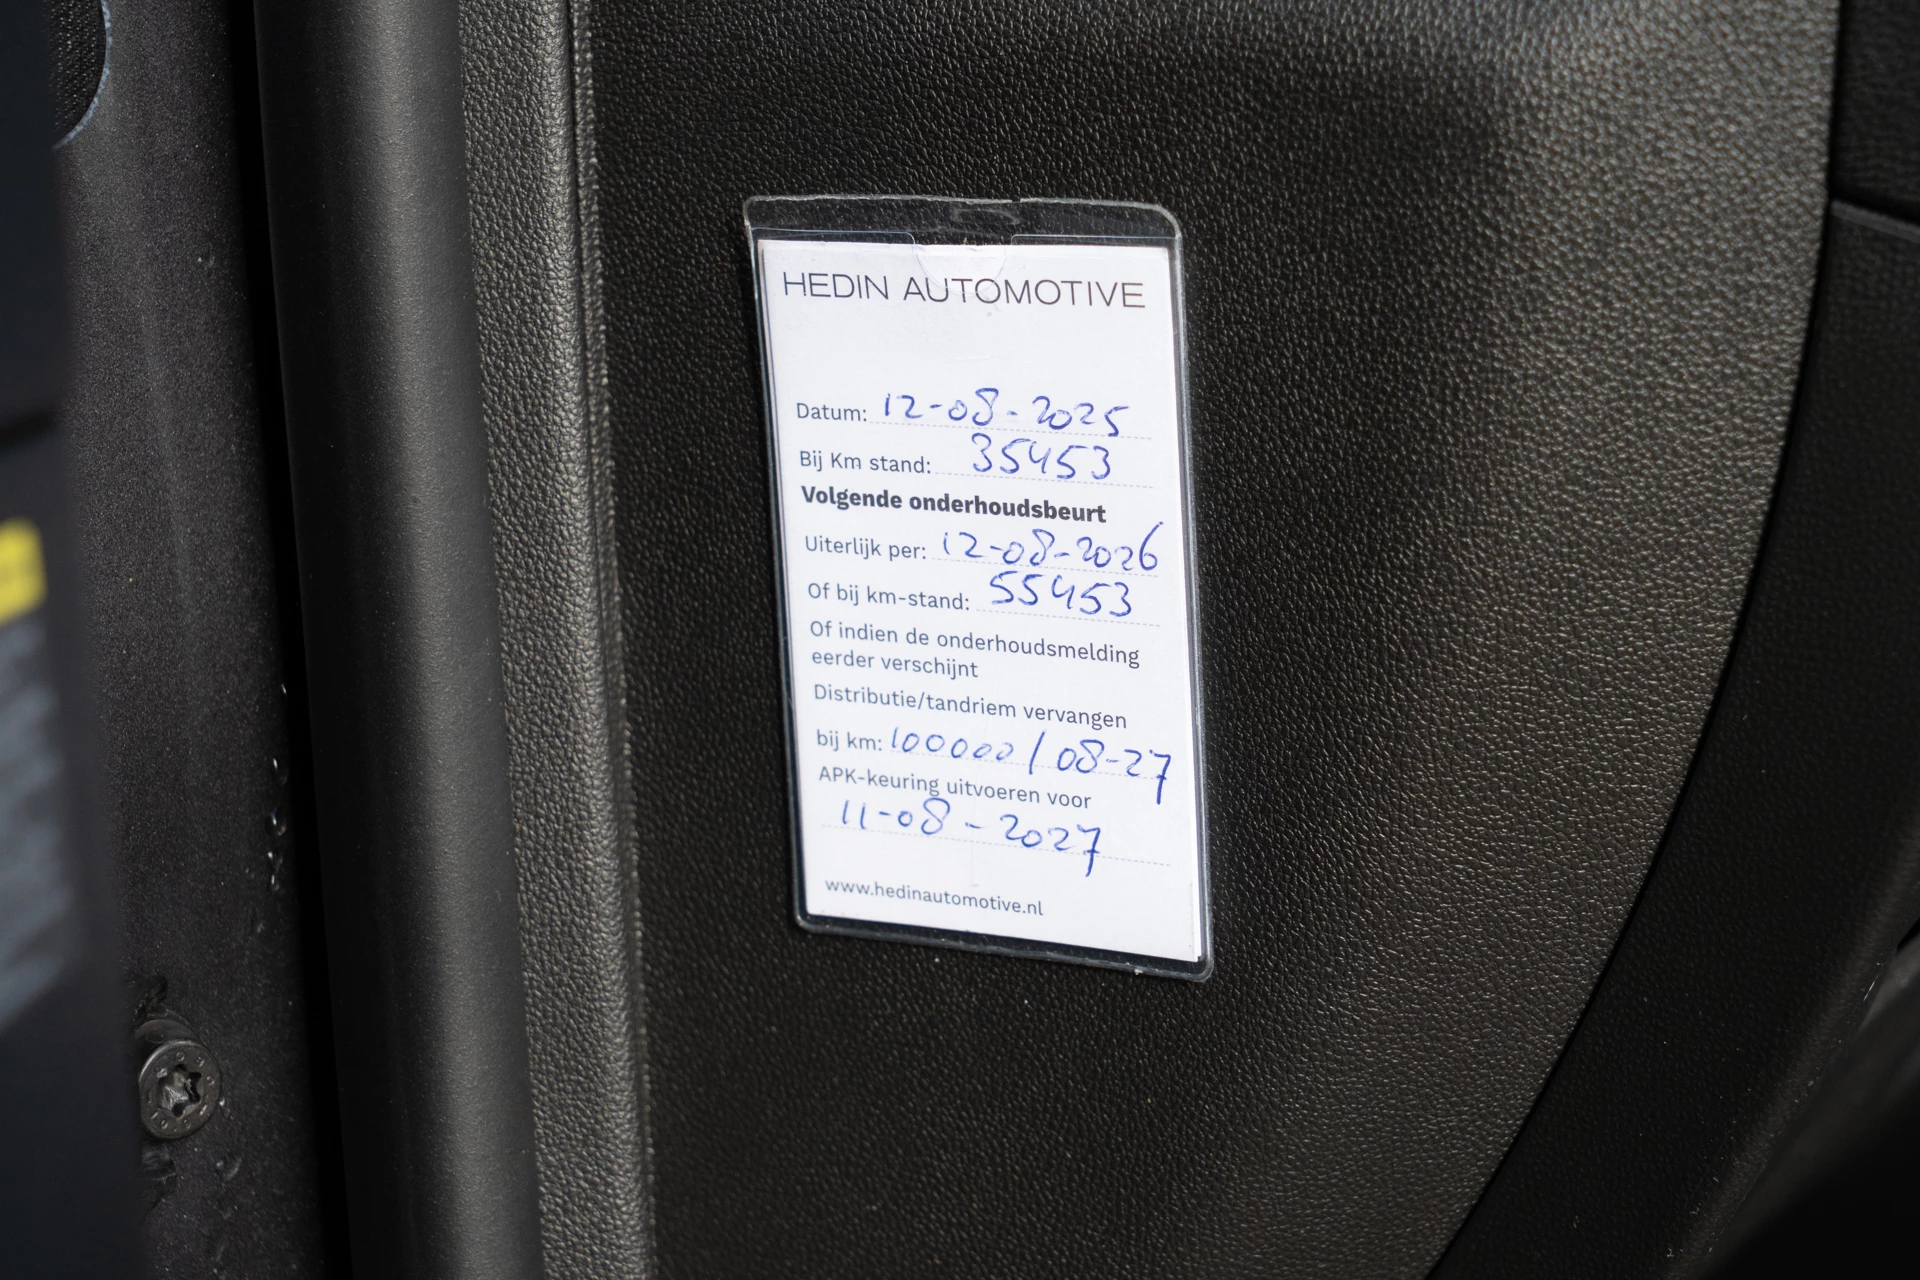 HEDIN AUTOMOTIVE
Datum: 12-08-2025
Bij Km stand: 35453
Volgende onderhoudsbeurt
Uiterlijk per: 12-08-2026
Of bij km-stand: 55453
Of indien de onderhoudsmelding
eerder verschijnt
Distributie/tandriem vervangen
bij km: 100000 / 08-27
APK-keuring uitvoeren voor
11-08-2027
www.hedinautomotive.nl